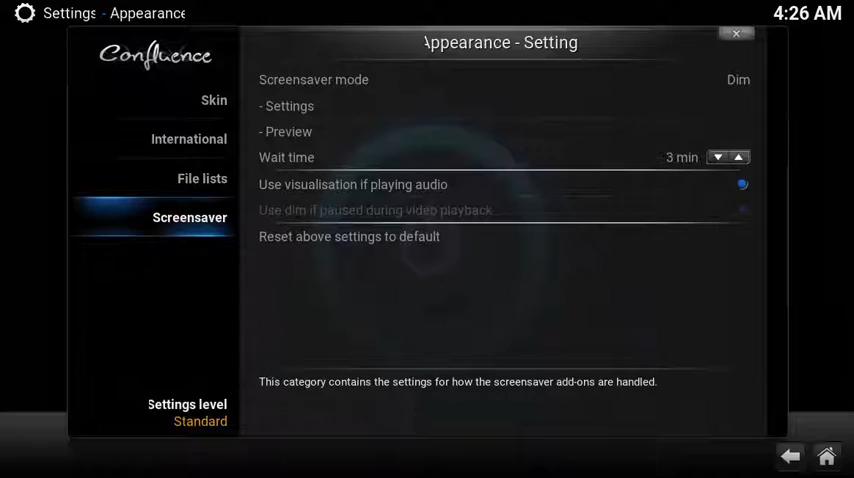 Settings - Appearance
4:26 AM
Confluence
Appearance - Setting
Skin
International
File lists
Screensaver
Settings level
Standard
Screensaver mode Dim
- Settings
- Preview
Wait time 3 min
Use visualisation if playing audio
Use dim if paused during video playback
Reset above settings to default
This category contains the settings for how the screensaver add-ons are handled.